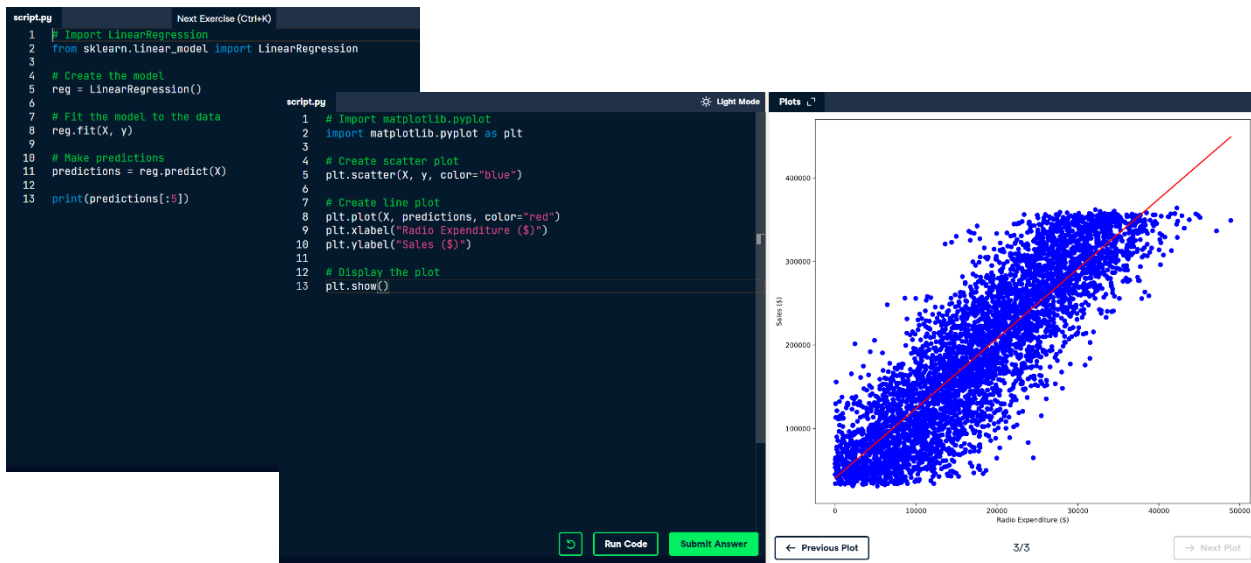 script.py
Next Exercise (Ctrl+K)
1 # Import LinearRegression
2 from sklearn.linear_model import LinearRegression
3
4 # Create the model
5 reg = LinearRegression()
6
7 # Fit the model to the data
8 reg.fit(X, y)
9
10 # Make predictions
11 predictions = reg.predict(X)
12
13 print(predictions[:5])
script.py
Light Mode
1 # Import matplotlib.pyplot
2 import matplotlib.pyplot as plt
3
4 # Create scatter plot
5 plt.scatter(X, y, color="blue")
6
7 # Create line plot
8 plt.plot(X, predictions, color="red")
9 plt.xlabel("Radio Expenditure ($)")
10 plt.ylabel("Sales ($)")
11
12 # Display the plot
13 plt.show()
Run Code
Submit Answer
Plots
400000
300000
200000
100000
Sales ($)
0 10000 20000 30000 40000 50000
Radio Expenditure ($)
← Previous Plot
3/3
→ Next Plot